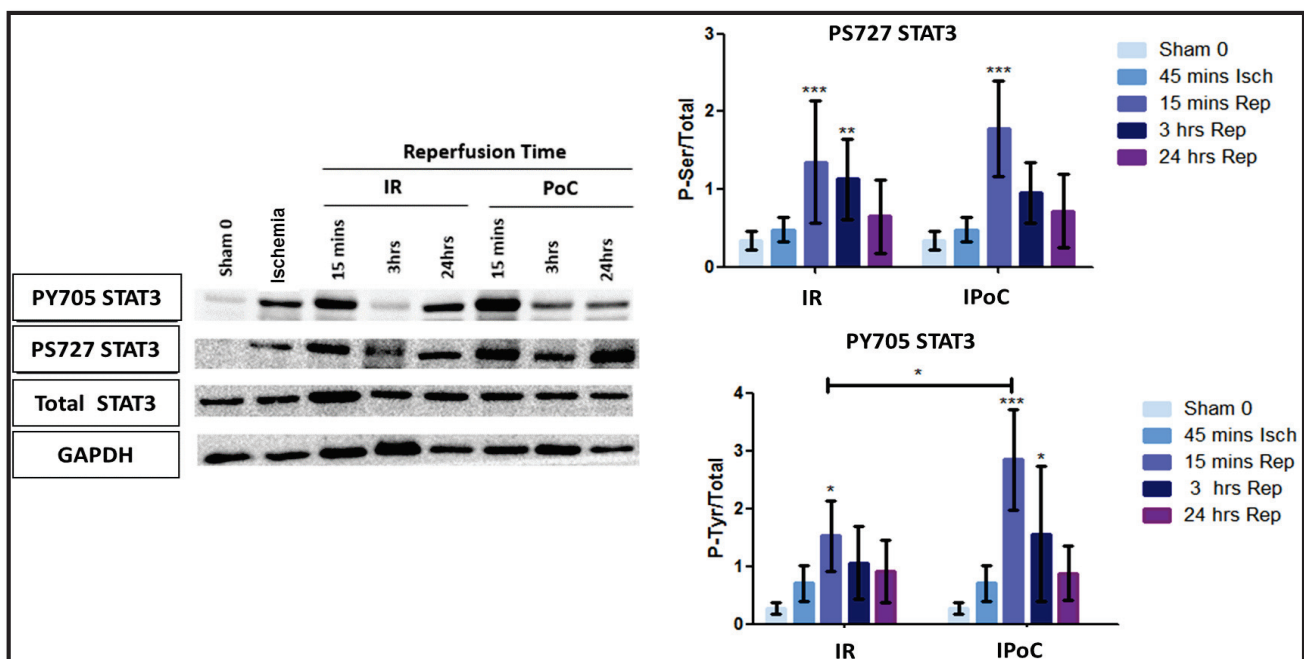 Reperfusion Time
IR PoC
Sham 0 Ischemia 15 mins 3hrs 24hrs 15 mins 3hrs 24hrs
PY705 STAT3
PS727 STAT3
Total STAT3
GAPDH
PS727 STAT3
P-Ser/Total
3
2
1
0
*** ** ***
IR IPoC
Sham 0
45 mins Isch
15 mins Rep
3 hrs Rep
24 hrs Rep
PY705 STAT3
P-Tyr/Total
4
3
2
1
0
*
* *** *
IR IPoC
Sham 0
45 mins Isch
15 mins Rep
3 hrs Rep
24 hrs Rep